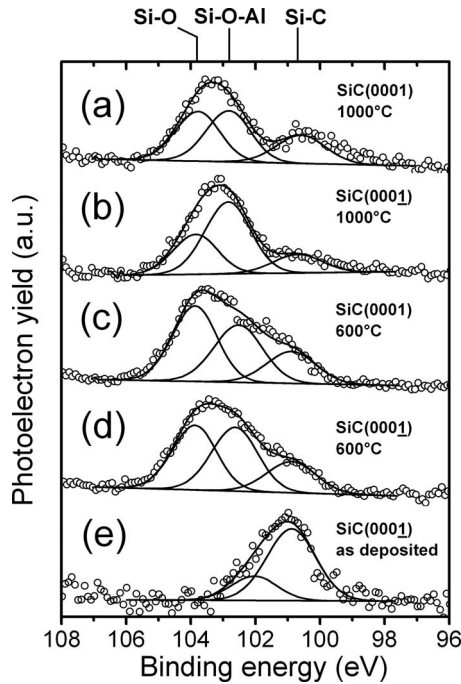 Si-O Si-O-Al Si-C
(a) SiC(0001)
1000°C
(b) SiC(0001)
1000°C
(c) SiC(0001)
600°C
(d) SiC(0001)
600°C
(e) SiC(0001)
as deposited
Photoelectron yield (a.u.)
108 106 104 102 100 98 96
Binding energy (eV)